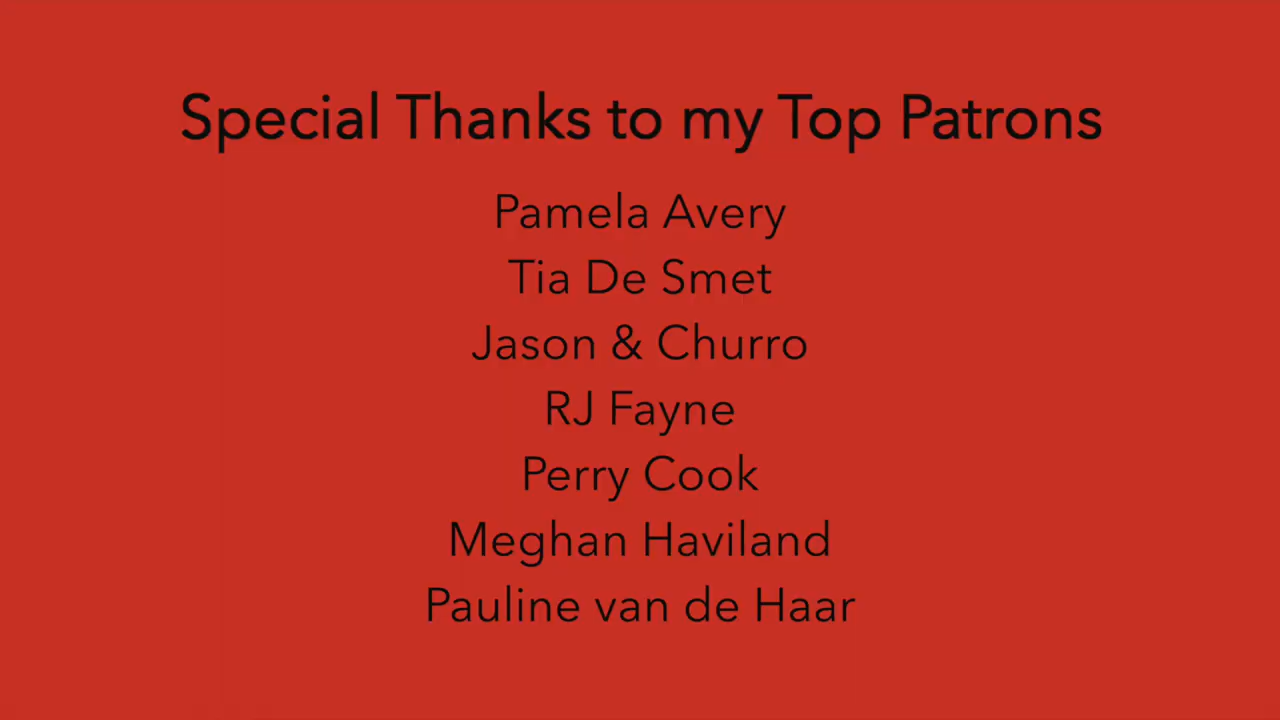 Special Thanks to my Top Patrons
Pamela Avery
Tia De Smet
Jason & Churro
RJ Fayne
Perry Cook
Meghan Haviland
Pauline van de Haar